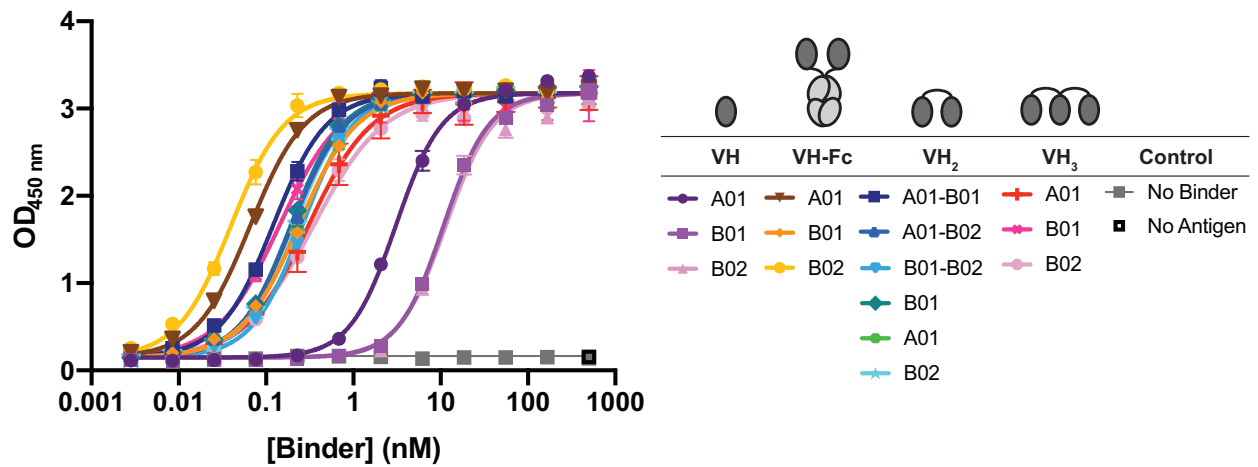 4
3
2
1
0
OD450 nm
0.001 0.01 0.1 1 10 100 1000
[Binder] (nM)
VH VH-Fc VH2 VH3 Control
A01 A01 A01-B01 A01 No Binder
B01 B01 A01-B02 B01 No Antigen
B02 B02 B01-B02 B02
B01
A01
B02